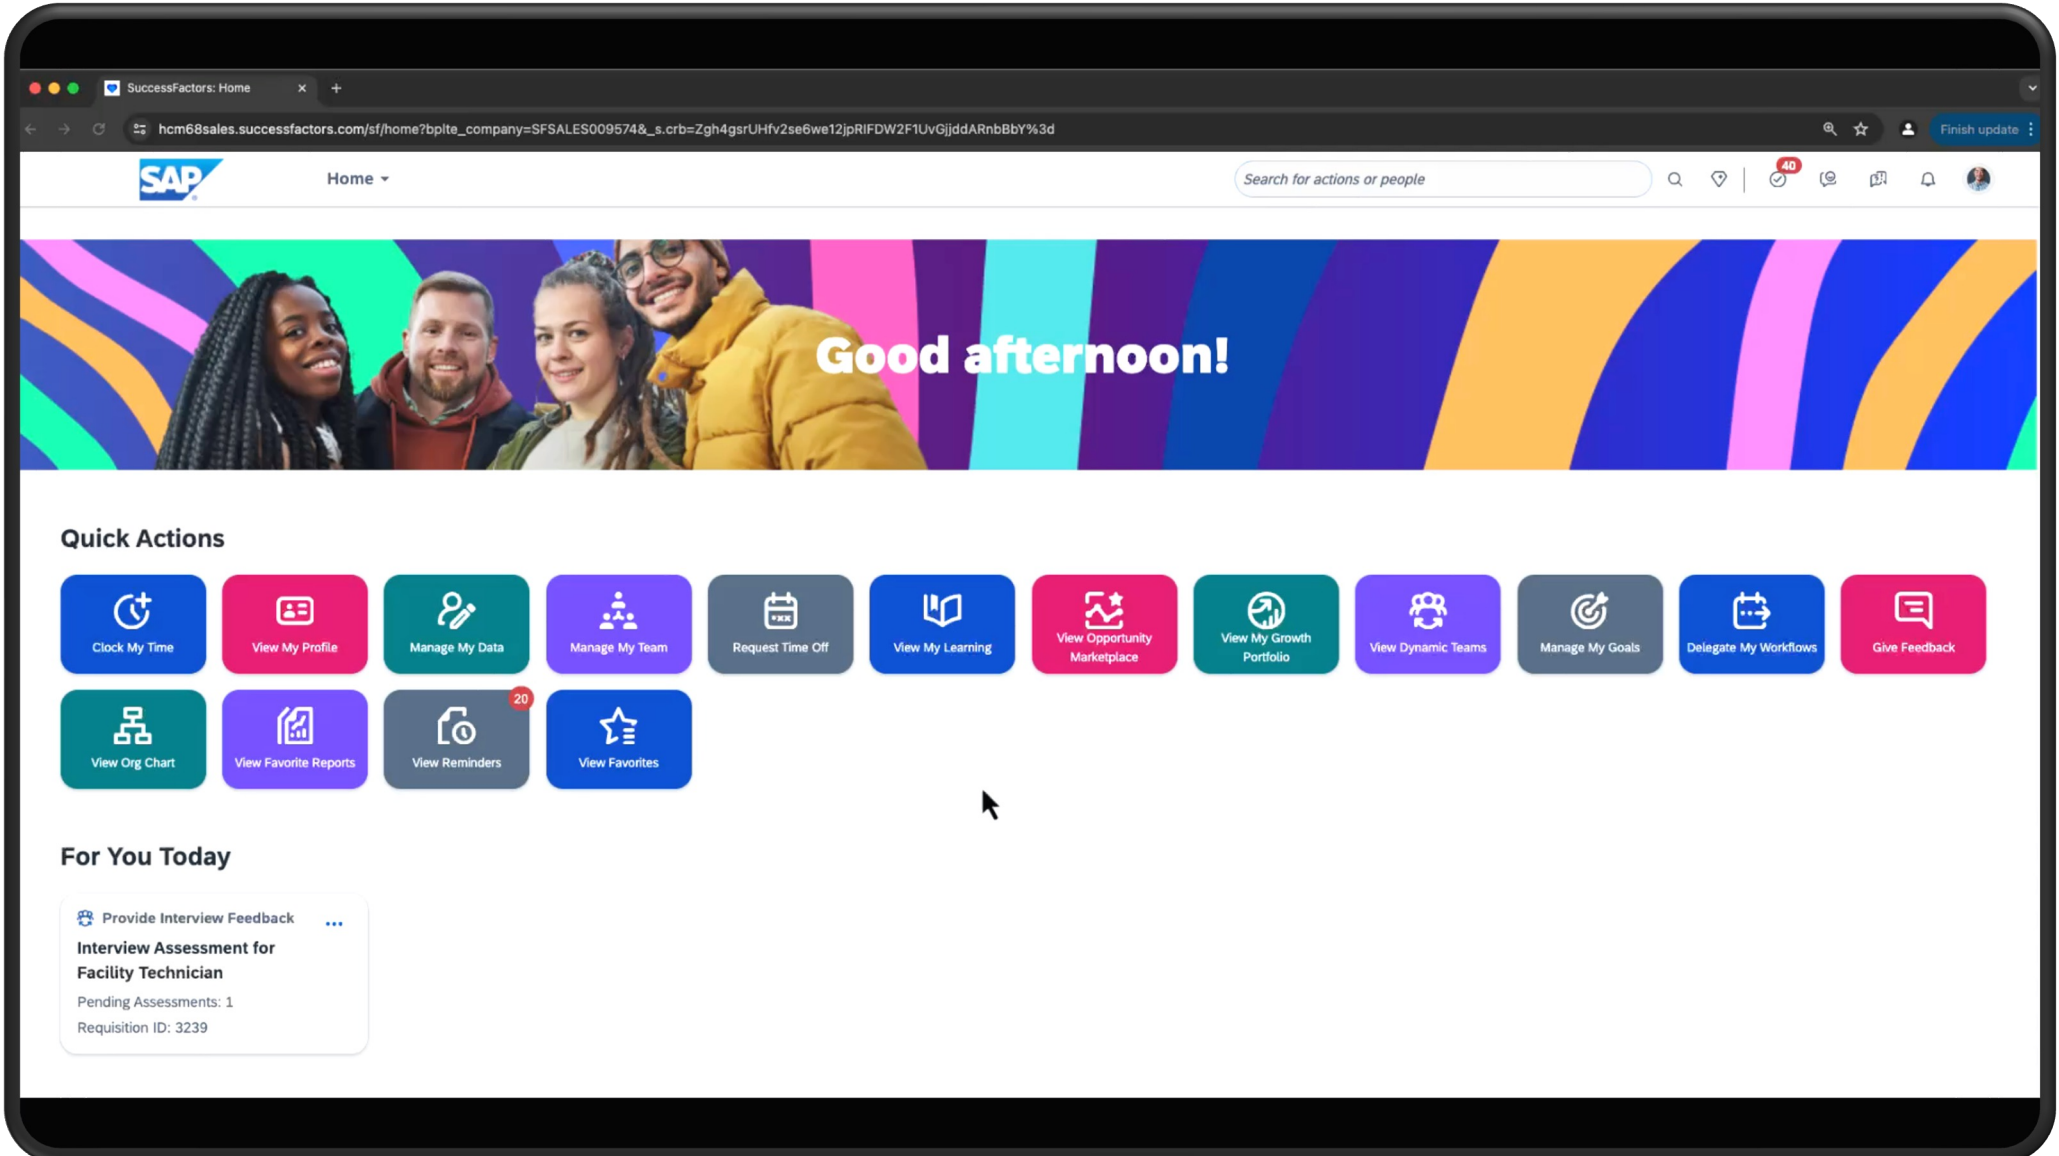 SuccessFactors: Home
hcm68sales.successfactors.com/sf/home?bplte_company=SFSALES009574&_s.crb=Zgh4gsrUHfv2se6we12jpRIFDW2F1UvGjjddARnbBbY%3d
Finish update
SAP
Home
Search for actions or people
40
Good afternoon!
Quick Actions
Clock My Time
View My Profile
Manage My Data
Manage My Team
Request Time Off
View My Learning
View Opportunity
Marketplace
View My Growth
Portfolio
View Dynamic Teams
Manage My Goals
Delegate My Workflows
Give Feedback
View Org Chart
View Favorite Reports
20
View Reminders
View Favorites
For You Today
Provide Interview Feedback
Interview Assessment for
Facility Technician
Pending Assessments: 1
Requisition ID: 3239